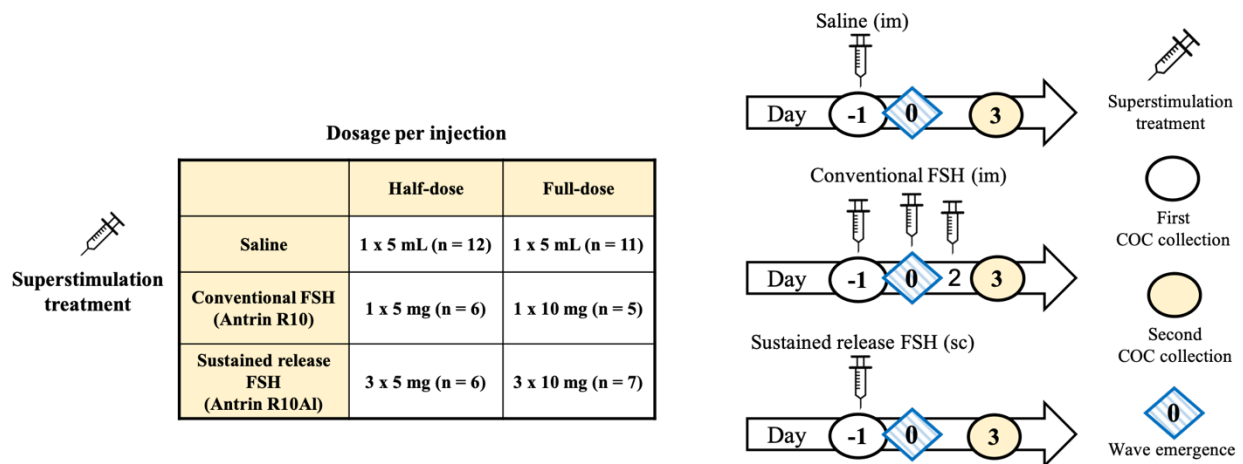 Dosage per injection
Half-dose Full-dose
Saline 1 x 5 mL (n = 12) 1 x 5 mL (n = 11)
Conventional FSH
(Antrin R10) 1 x 5 mg (n = 6) 1 x 10 mg (n = 5)
Sustained release
FSH
(Antrin R10Al) 3 x 5 mg (n = 6) 3 x 10 mg (n = 7)
Superstimulation
treatment
Saline (im)
Day -1 0 3
Conventional FSH (im)
Day -1 0 2 3
Sustained release FSH (sc)
Day -1 0 3
Superstimulation
treatment
First
COC collection
Second
COC collection
0
Wave emergence